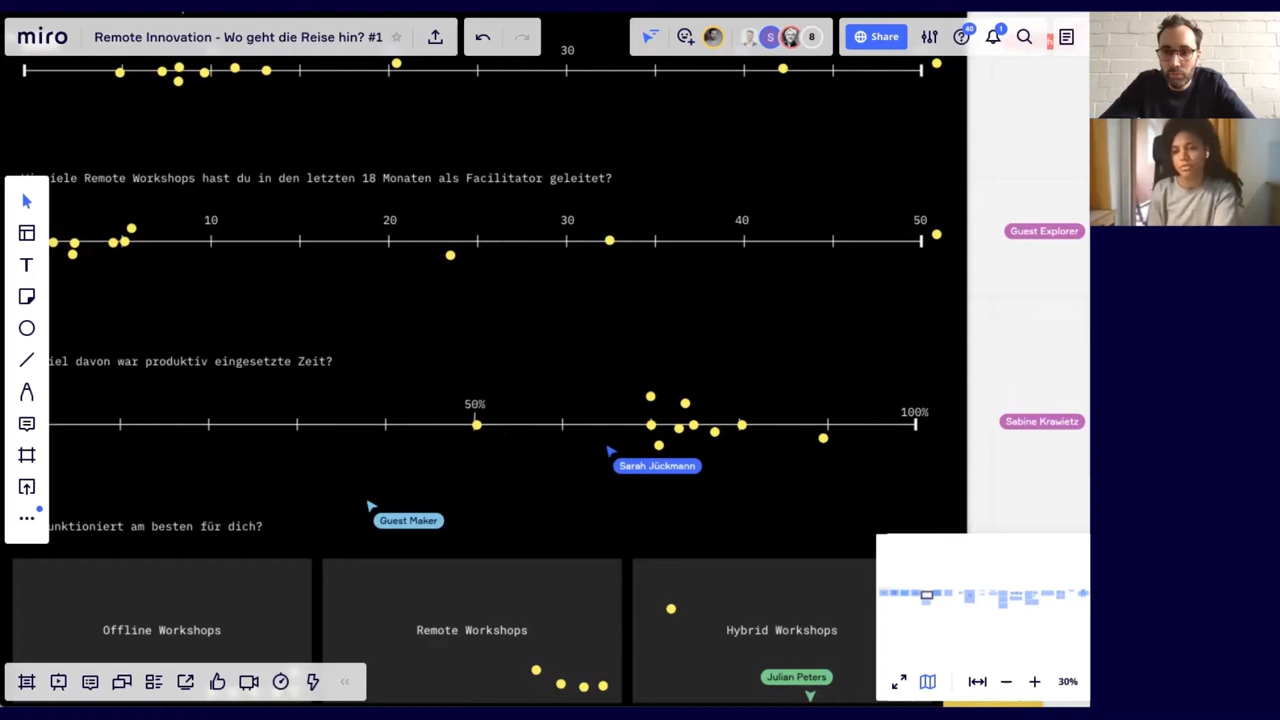 miro
Remote Innovation - Wo geht die Reise hin? #1
S
8
Share
40
1
30
iele Remote Workshops hast du in den letzten 18 Monaten als Facilitator geleitet?
10
20
30
40
50
Guest Explorer
iel davon war produktiv eingesetzte Zeit?
50%
100%
Sabine Krawietz
Sarah Jückmann
Guest Maker
unktioniert am besten für dich?
Offline Workshops
Remote Workshops
Hybrid Workshops
Julian Peters
30%